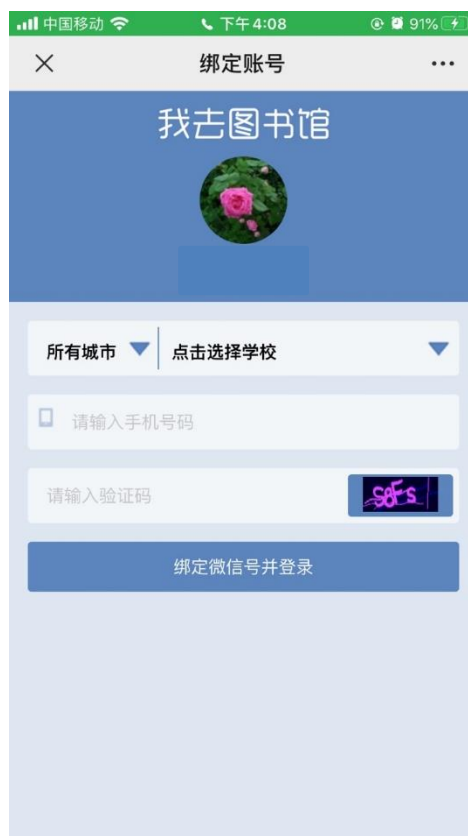 中国移动 下午4:08 91%
绑定账号
我去图书馆
所有城市 点击选择学校
请输入手机号码
请输入验证码 S8Fs
绑定微信号并登录